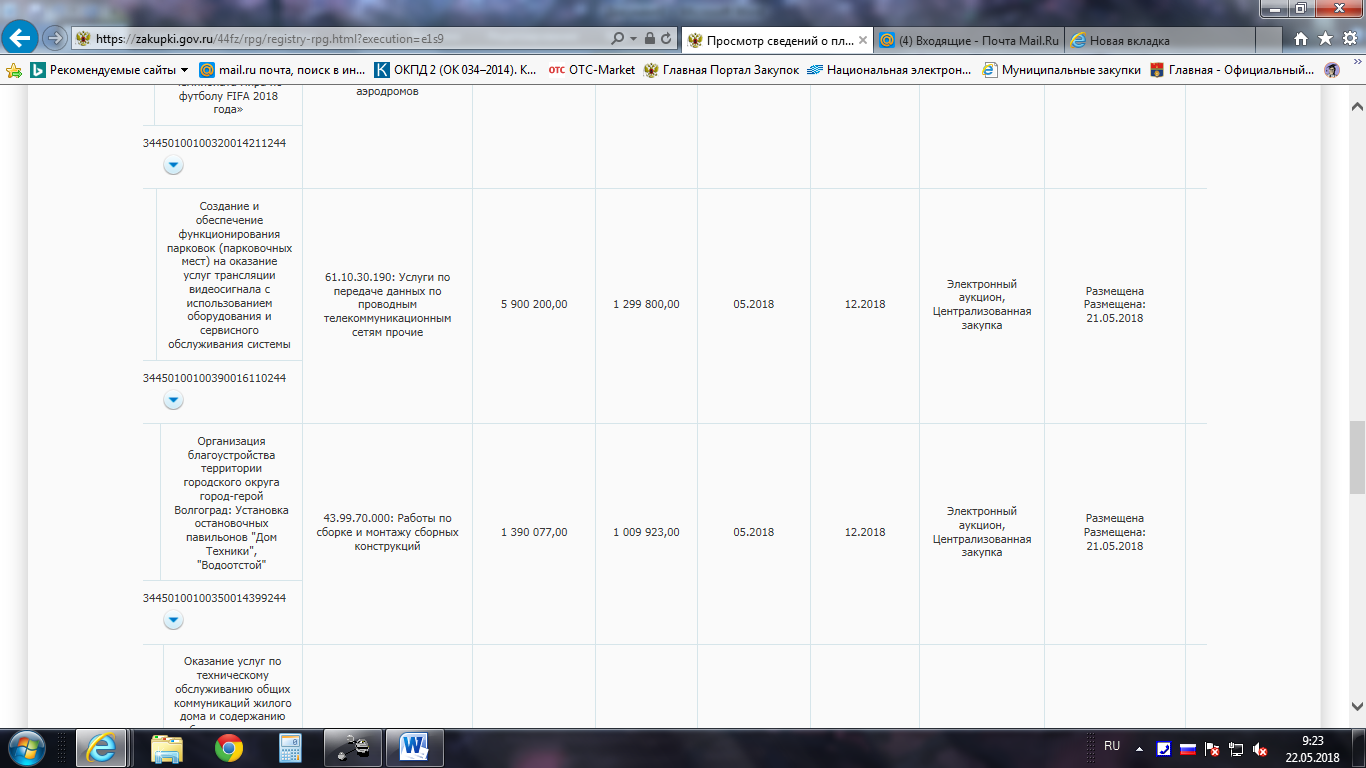 https://zakupki.gov.ru/44fz/rpg/registry-rpg.html?execution=e1s9
Просмотр сведений о пл...
(4) Входящие - Почта Mail.Ru
Новая вкладка
Рекомендуемые сайты
mail.ru почта, поиск в ин...
ОКПД 2 (ОК 034–2014). К...
OTC OTC-Market
Главная Портал Закупок
Национальная электрон...
Муниципальные закупки
Главная - Официальный...
футболу FIFA 2018
года»
аэродромов
34450100100320014211244
Создание и
обеспечение
функционирования
парковок (парковочных
мест) на оказание
услуг трансляции
видеосигнала с
использованием
оборудования и
сервисного
обслуживания системы
61.10.30.190: Услуги по
передаче данных по
проводным
телекоммуникационным
сетям прочие
5 900 200,00
1 299 800,00
05.2018
12.2018
Электронный
аукцион,
Централизованная
закупка
Размещена
Размещена:
21.05.2018
34450100100390016110244
Организация
благоустройства
территории
городского округа
город-герой
Волгоград: Установка
остановочных
павильонов "Дом
Техники",
"Водоотстой"
43.99.70.000: Работы по
сборке и монтажу сборных
конструкций
1 390 077,00
1 009 923,00
05.2018
12.2018
Электронный
аукцион,
Централизованная
закупка
Размещена
Размещена:
21.05.2018
34450100100350014399244
Оказание услуг по
техническому
обслуживанию общих
коммуникаций жилого
дома и содержанию
RU
9:23
22.05.2018